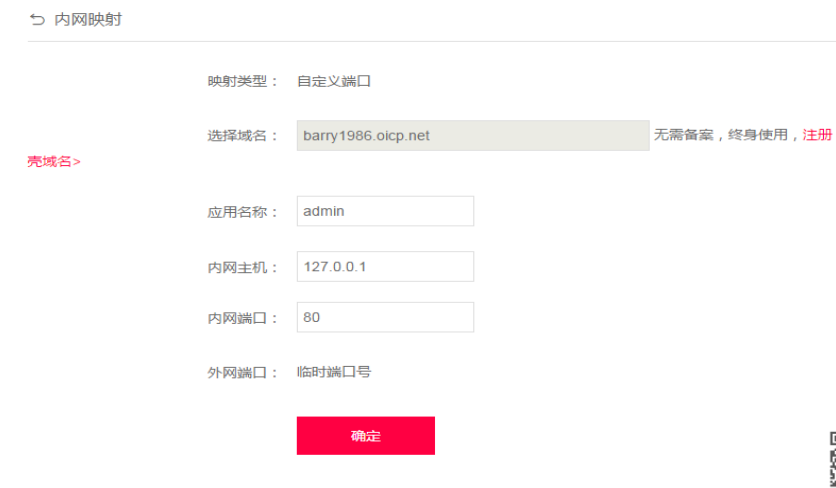 内网映射
映射类型： 自定义端口
选择域名： barry1986.oicp.net 无需备案，终身使用，注册
壳域名>
应用名称： admin
内网主机： 127.0.0.1
内网端口： 80
外网端口： 临时端口号
确定